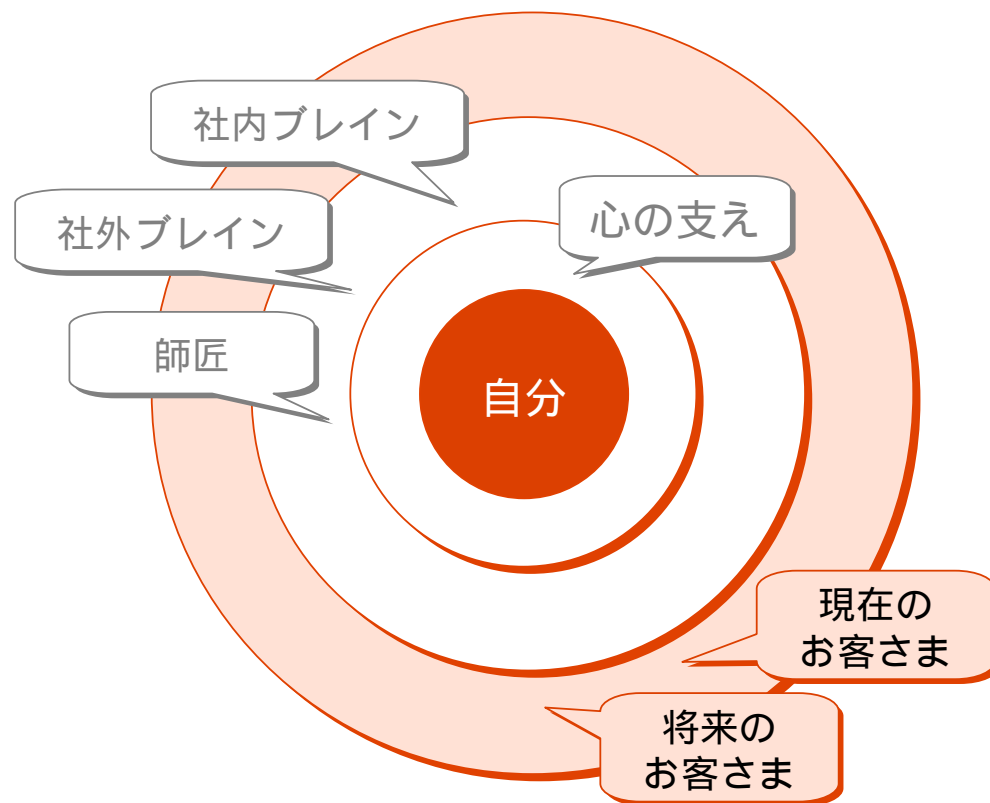 社内ブレイン
心の支え
社外ブレイン
師匠
自分
現在の
お客さま
将来の
お客さま